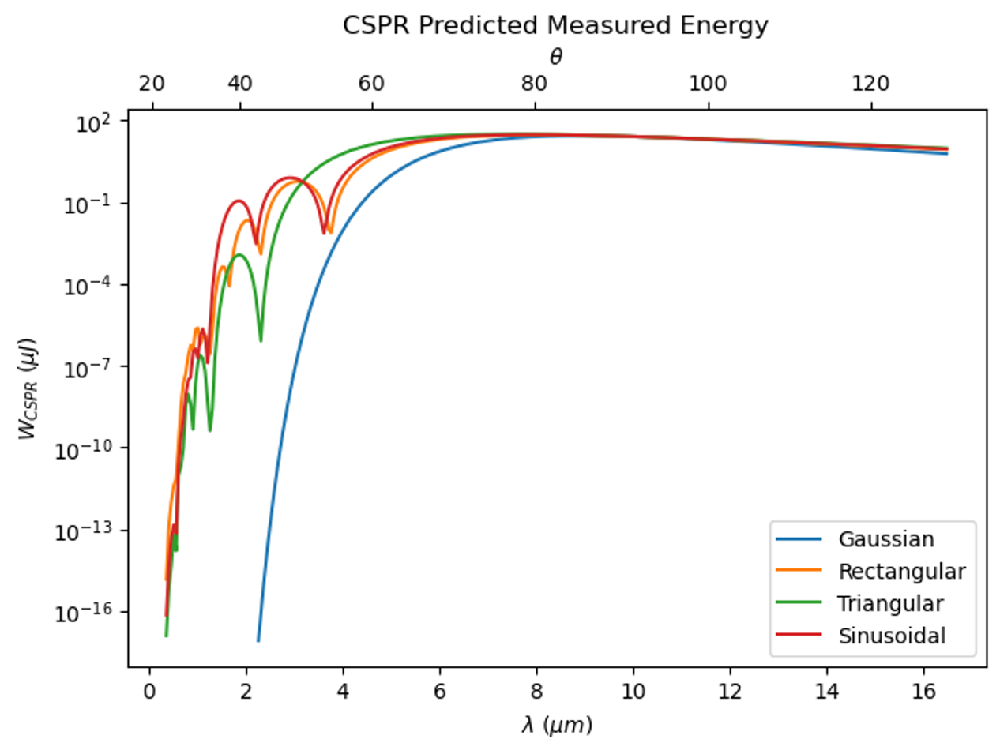 CSPR Predicted Measured Energy
θ
20 40 60 80 100 120
10²
10⁻¹
10⁻⁴
10⁻⁷
10⁻¹⁰
10⁻¹³
10⁻¹⁶
W_CSPR (μJ)
Gaussian
Rectangular
Triangular
Sinusoidal
0 2 4 6 8 10 12 14 16
λ (μm)